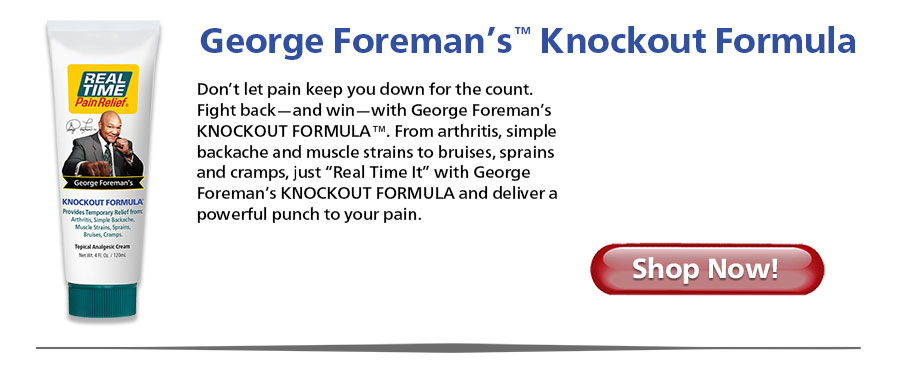 George Foreman's™ Knockout Formula
Don't let pain keep you down for the count.
Fight back—and win—with George Foreman's
KNOCKOUT FORMULA™. From arthritis, simple
backache and muscle strains to bruises, sprains
and cramps, just “Real Time It” with George
Foreman's KNOCKOUT FORMULA and deliver a
powerful punch to your pain.
Shop Now!
REAL
TIME
Pain Relief®
George Foreman's
KNOCKOUT FORMULA™
Provides Temporary Relief from:
Arthritis, Simple Backache,
Muscle Strains, Sprains,
Bruises, Cramps.
Topical Analgesic Cream
Net Wt. 4 Fl. Oz. / 120mL